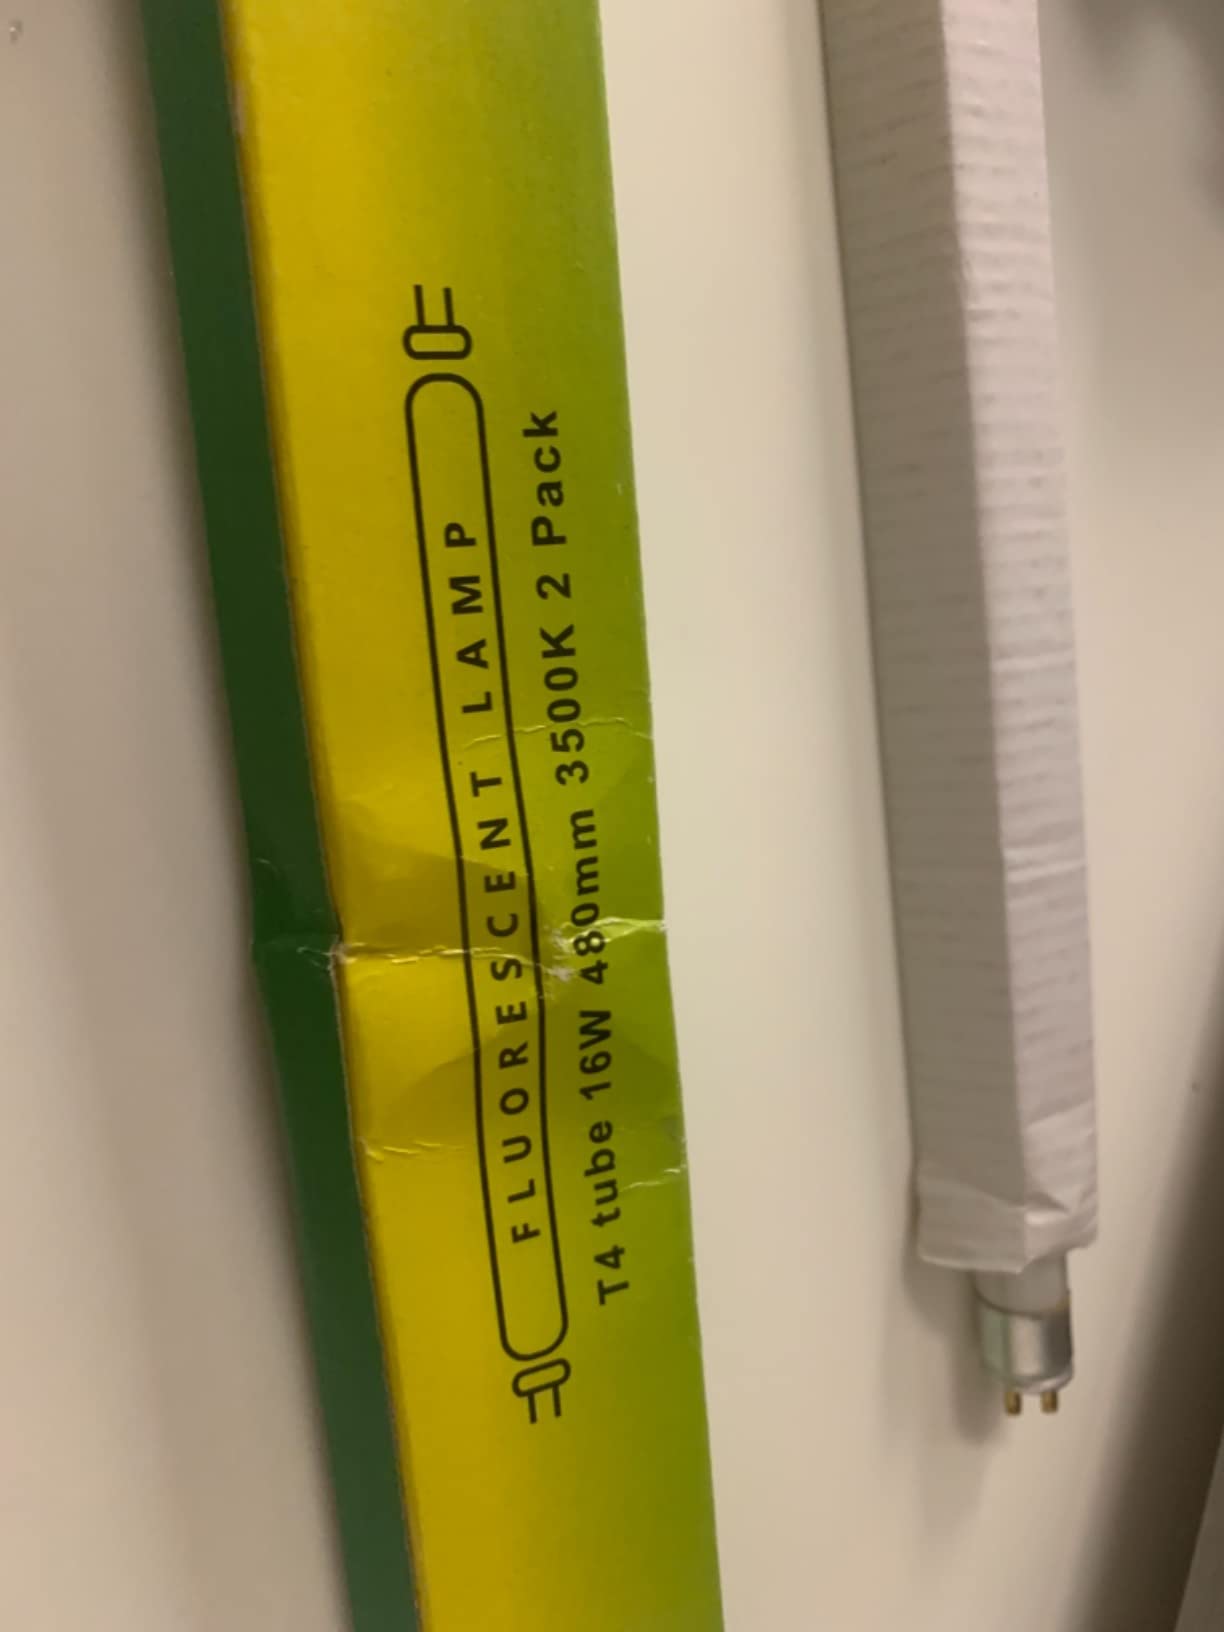 FLUORESCENT LAMP
T4 tube 16W 480mm 3500K 2 Pack